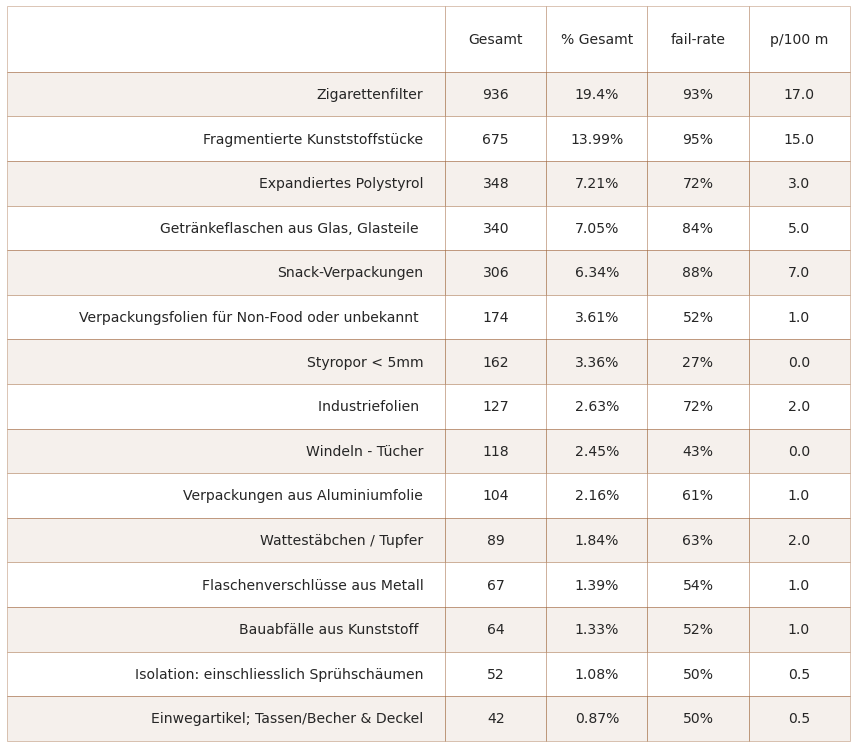 Gesamt % Gesamt fail-rate p/100 m
Zigarettenfilter 936 19.4% 93% 17.0
Fragmentierte Kunststoffstücke 675 13.99% 95% 15.0
Expandiertes Polystyrol 348 7.21% 72% 3.0
Getränkeflaschen aus Glas, Glasteile 340 7.05% 84% 5.0
Snack-Verpackungen 306 6.34% 88% 7.0
Verpackungsfolien für Non-Food oder unbekannt 174 3.61% 52% 1.0
Styropor < 5mm 162 3.36% 27% 0.0
Industriefolien 127 2.63% 72% 2.0
Windeln - Tücher 118 2.45% 43% 0.0
Verpackungen aus Aluminiumfolie 104 2.16% 61% 1.0
Wattestäbchen / Tupfer 89 1.84% 63% 2.0
Flaschenverschlüsse aus Metall 67 1.39% 54% 1.0
Bauabfälle aus Kunststoff 64 1.33% 52% 1.0
Isolation: einschliesslich Sprühschäumen 52 1.08% 50% 0.5
Einwegartikel; Tassen/Becher & Deckel 42 0.87% 50% 0.5